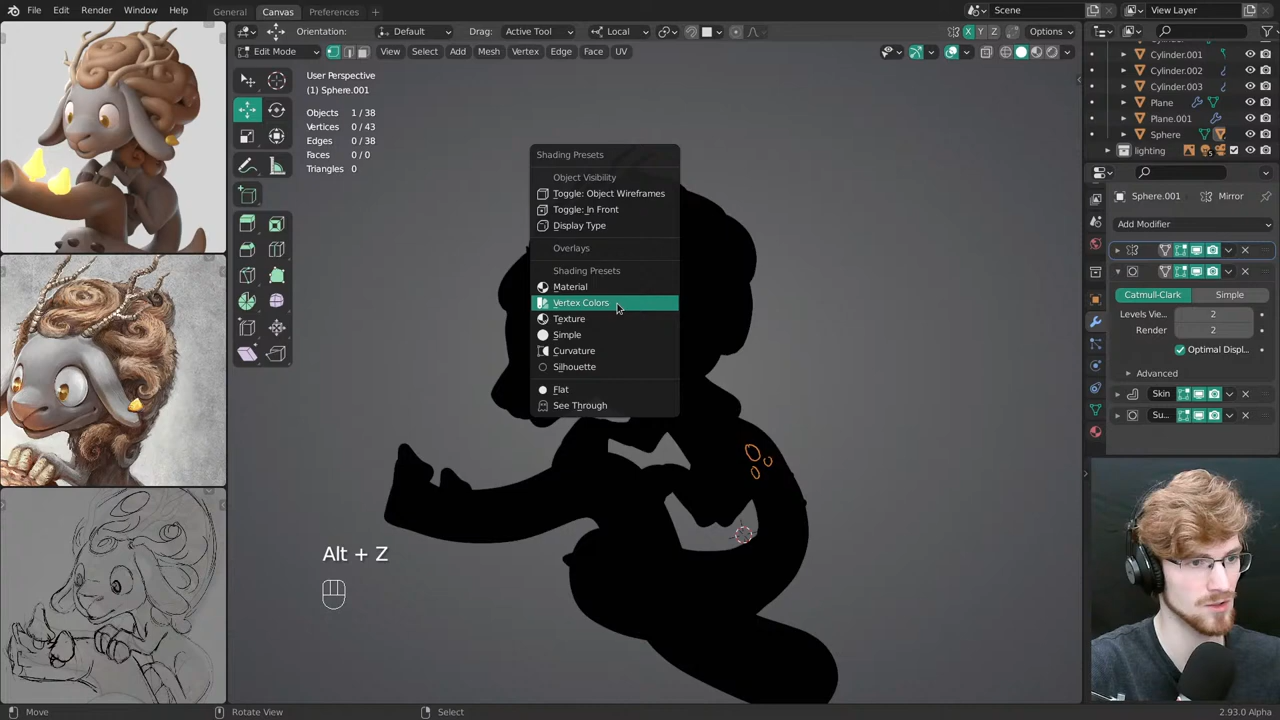 File Edit Render Window Help General Canvas Preferences + Scene View Layer
Orientation: Default Drag: Active Tool Local X Y Z Options
Edit Mode View Select Add Mesh Vertex Edge Face UV
User Perspective
(1) Sphere.001
Objects 1/38
Vertices 0/43
Edges 0/38
Faces 0/0
Triangles 0
Shading Presets
Object Visibility
Toggle: Object Wireframes
Toggle: In Front
Display Type
Overlays
Shading Presets
Material
Vertex Colors
Texture
Simple
Curvature
Silhouette
Flat
See Through
Alt + Z
Cylinder.001
Cylinder.002
Cylinder.003
Plane
Plane.001
Sphere
lighting 5
Sphere.001 Mirror
Add Modifier
Catmull-Clark Simple
Levels Vie... 2
Render 2
Optimal Displ...
Advanced
Skin
Su...
Move Rotate View Select 2.93.0 Alpha